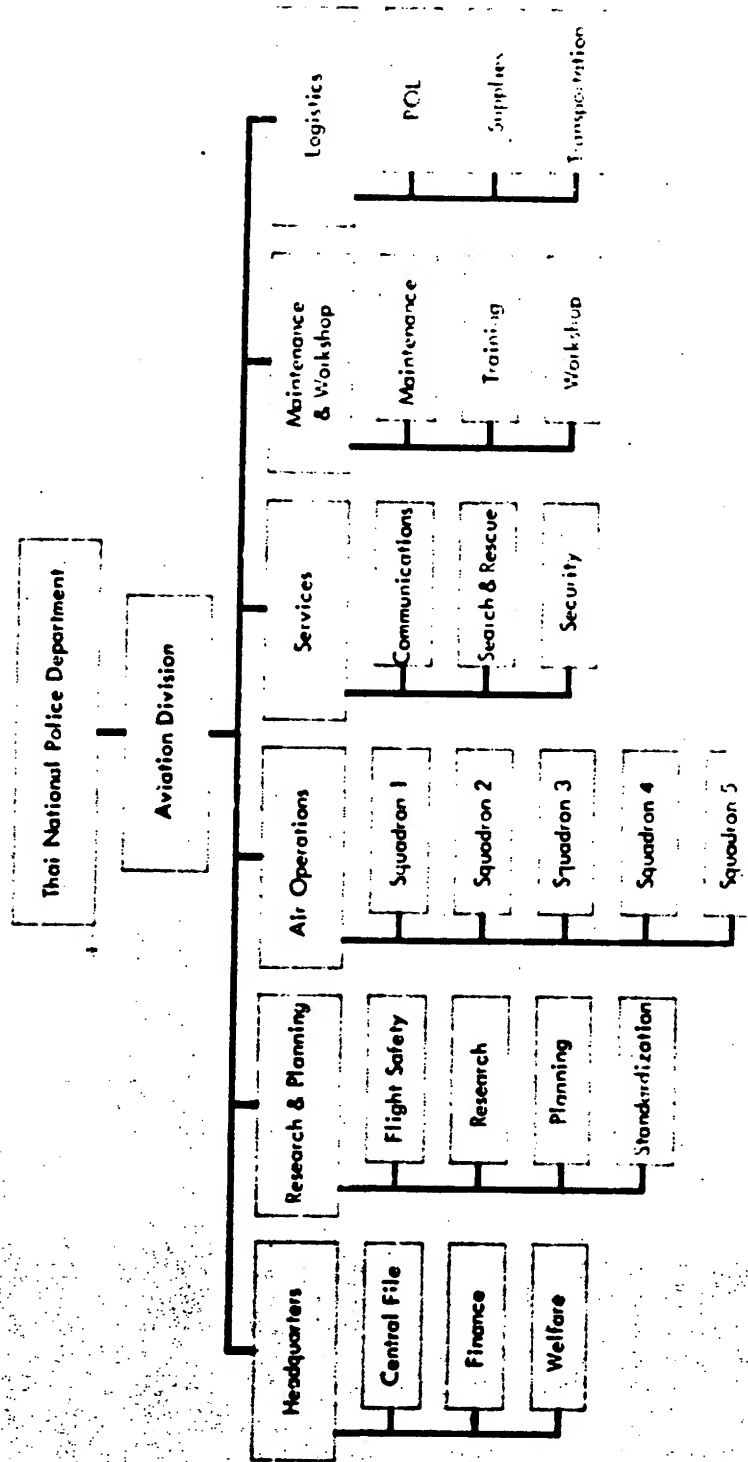 Thai National Police Department
Aviation Division
Headquarters
Central File
Finance
Welfare
Research & Planning
Flight Safety
Research
Planning
Standardization
Air Operations
Squadron 1
Squadron 2
Squadron 3
Squadron 4
Squadron 5
Services
Communications
Search & Rescue
Security
Maintenance
& Workshop
Maintenance
Training
Workshop
Logistics
POL
Supplies
Transportation